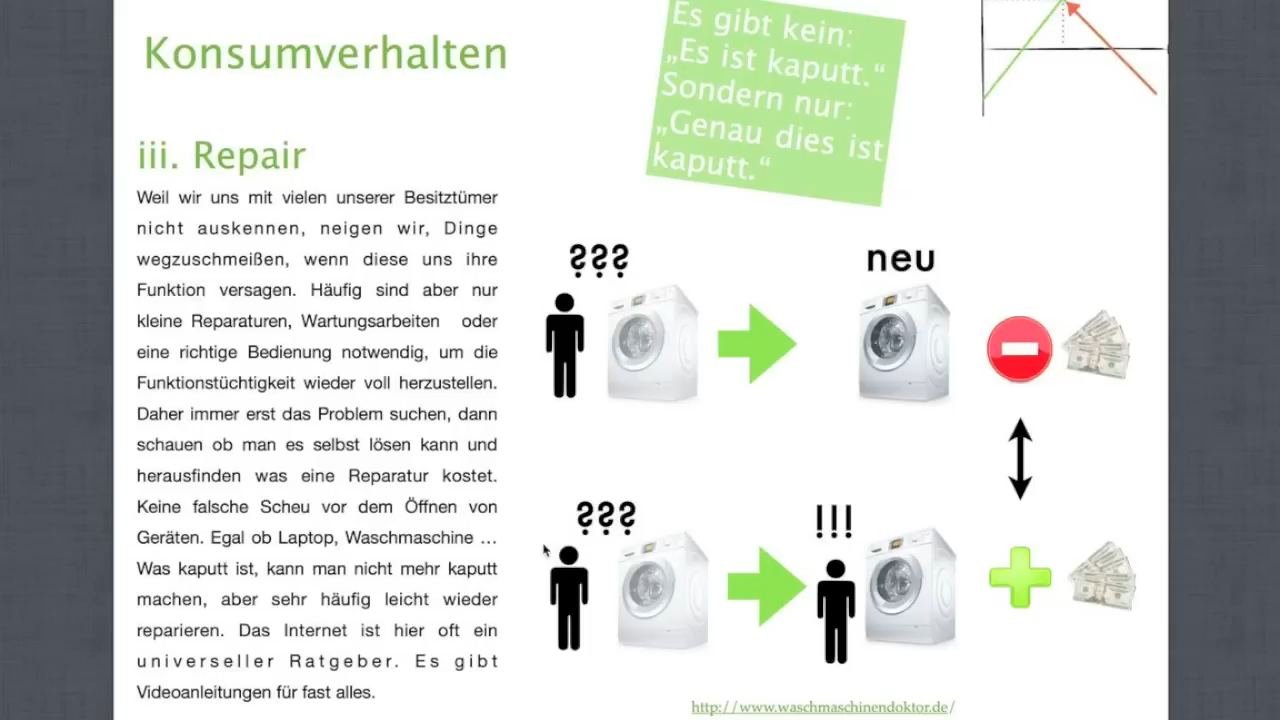 Konsumverhalten
Es gibt kein:
„Es ist kaputt.“
Sondern nur:
„Genau dies ist
kaputt.“
iii. Repair
Weil wir uns mit vielen unserer Besitztümer
nicht auskennen, neigen wir, Dinge
wegzuschmeißen, wenn diese uns ihre
Funktion versagen. Häufig sind aber nur
kleine Reparaturen, Wartungsarbeiten oder
eine richtige Bedienung notwendig, um die
Funktionstüchtigkeit wieder voll herzustellen.
Daher immer erst das Problem suchen, dann
schauen ob man es selbst lösen kann und
herausfinden was eine Reparatur kostet.
Keine falsche Scheu vor dem Öffnen von
Geräten. Egal ob Laptop, Waschmaschine …
Was kaputt ist, kann man nicht mehr kaputt
machen, aber sehr häufig leicht wieder
reparieren. Das Internet ist hier oft ein
universeller Ratgeber. Es gibt
Videoanleitungen für fast alles.
???
neu
???
!!!
http://www.waschmaschinendoktor.de/